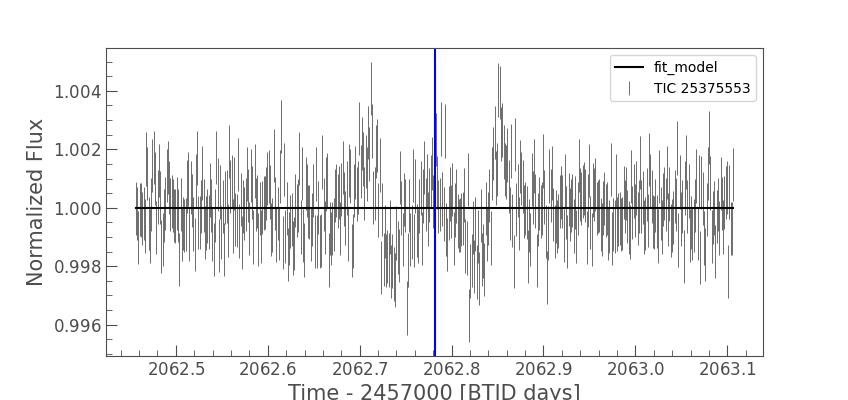 fit_model
TIC 25375553
1.004
1.002
1.000
0.998
0.996
Normalized Flux
2062.5 2062.6 2062.7 2062.8 2062.9 2063.0 2063.1
Time - 2457000 [BTJD days]